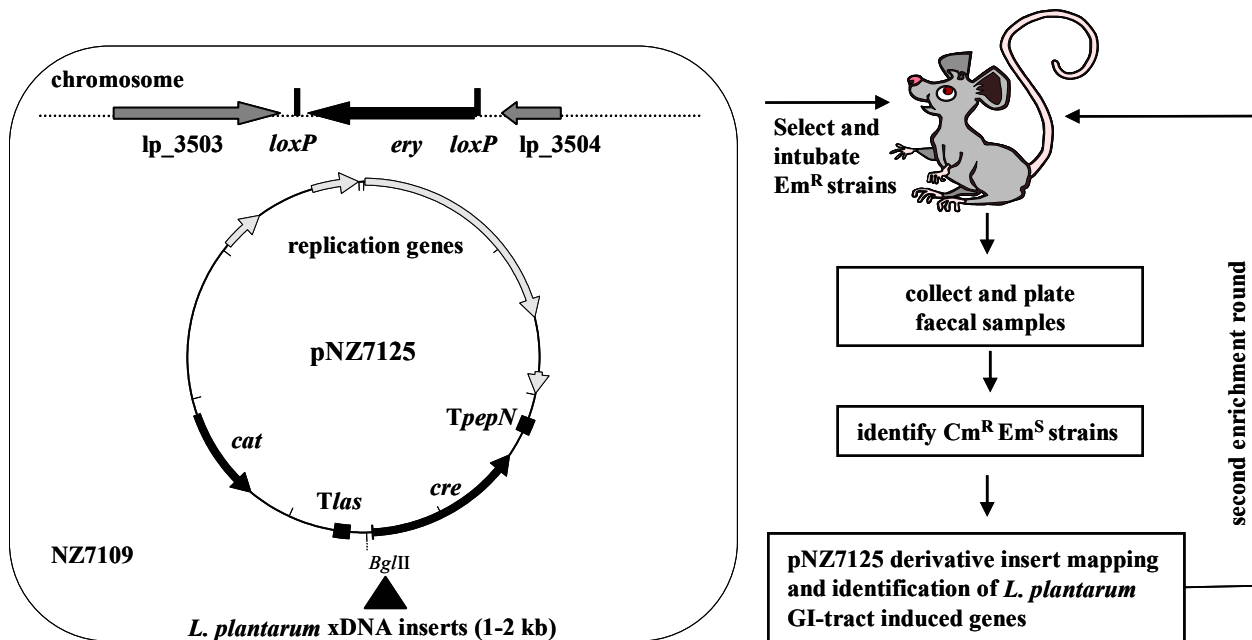 chromosome
lp_3503 loxP ery loxP lp_3504
replication genes
pNZ7125
TpepN
cat
cre
Tlas
NZ7109
BglII
L. plantarum xDNA inserts (1-2 kb)
Select and
intubate
EmR strains
collect and plate
faecal samples
identify CmR EmS strains
pNZ7125 derivative insert mapping
and identification of L. plantarum
GI-tract induced genes
second enrichment round